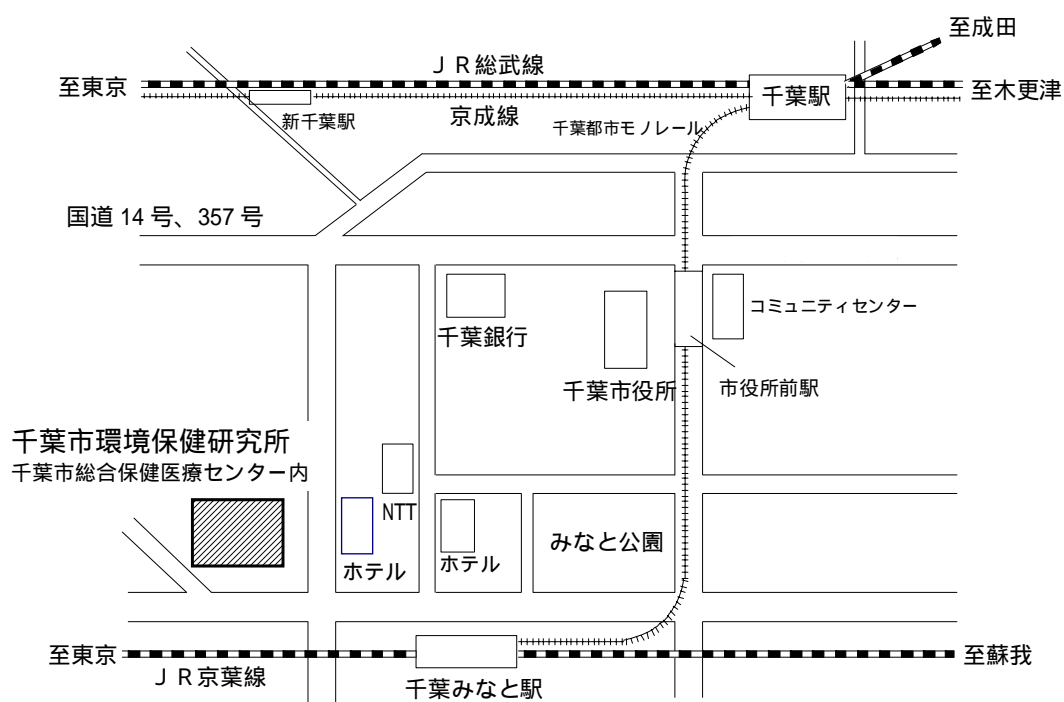 至成田
ＪＲ総武線
至東京
千葉駅
至木更津
新千葉駅
京成線
千葉都市モノレール
国道 14 号、357 号
コミュニティセンター
千葉銀行
千葉市役所
市役所前駅
千葉市環境保健研究所
千葉市総合保健医療センター内
NTT
ホテル
ホテル
みなと公園
至東京
ＪＲ京葉線
千葉みなと駅
至蘇我